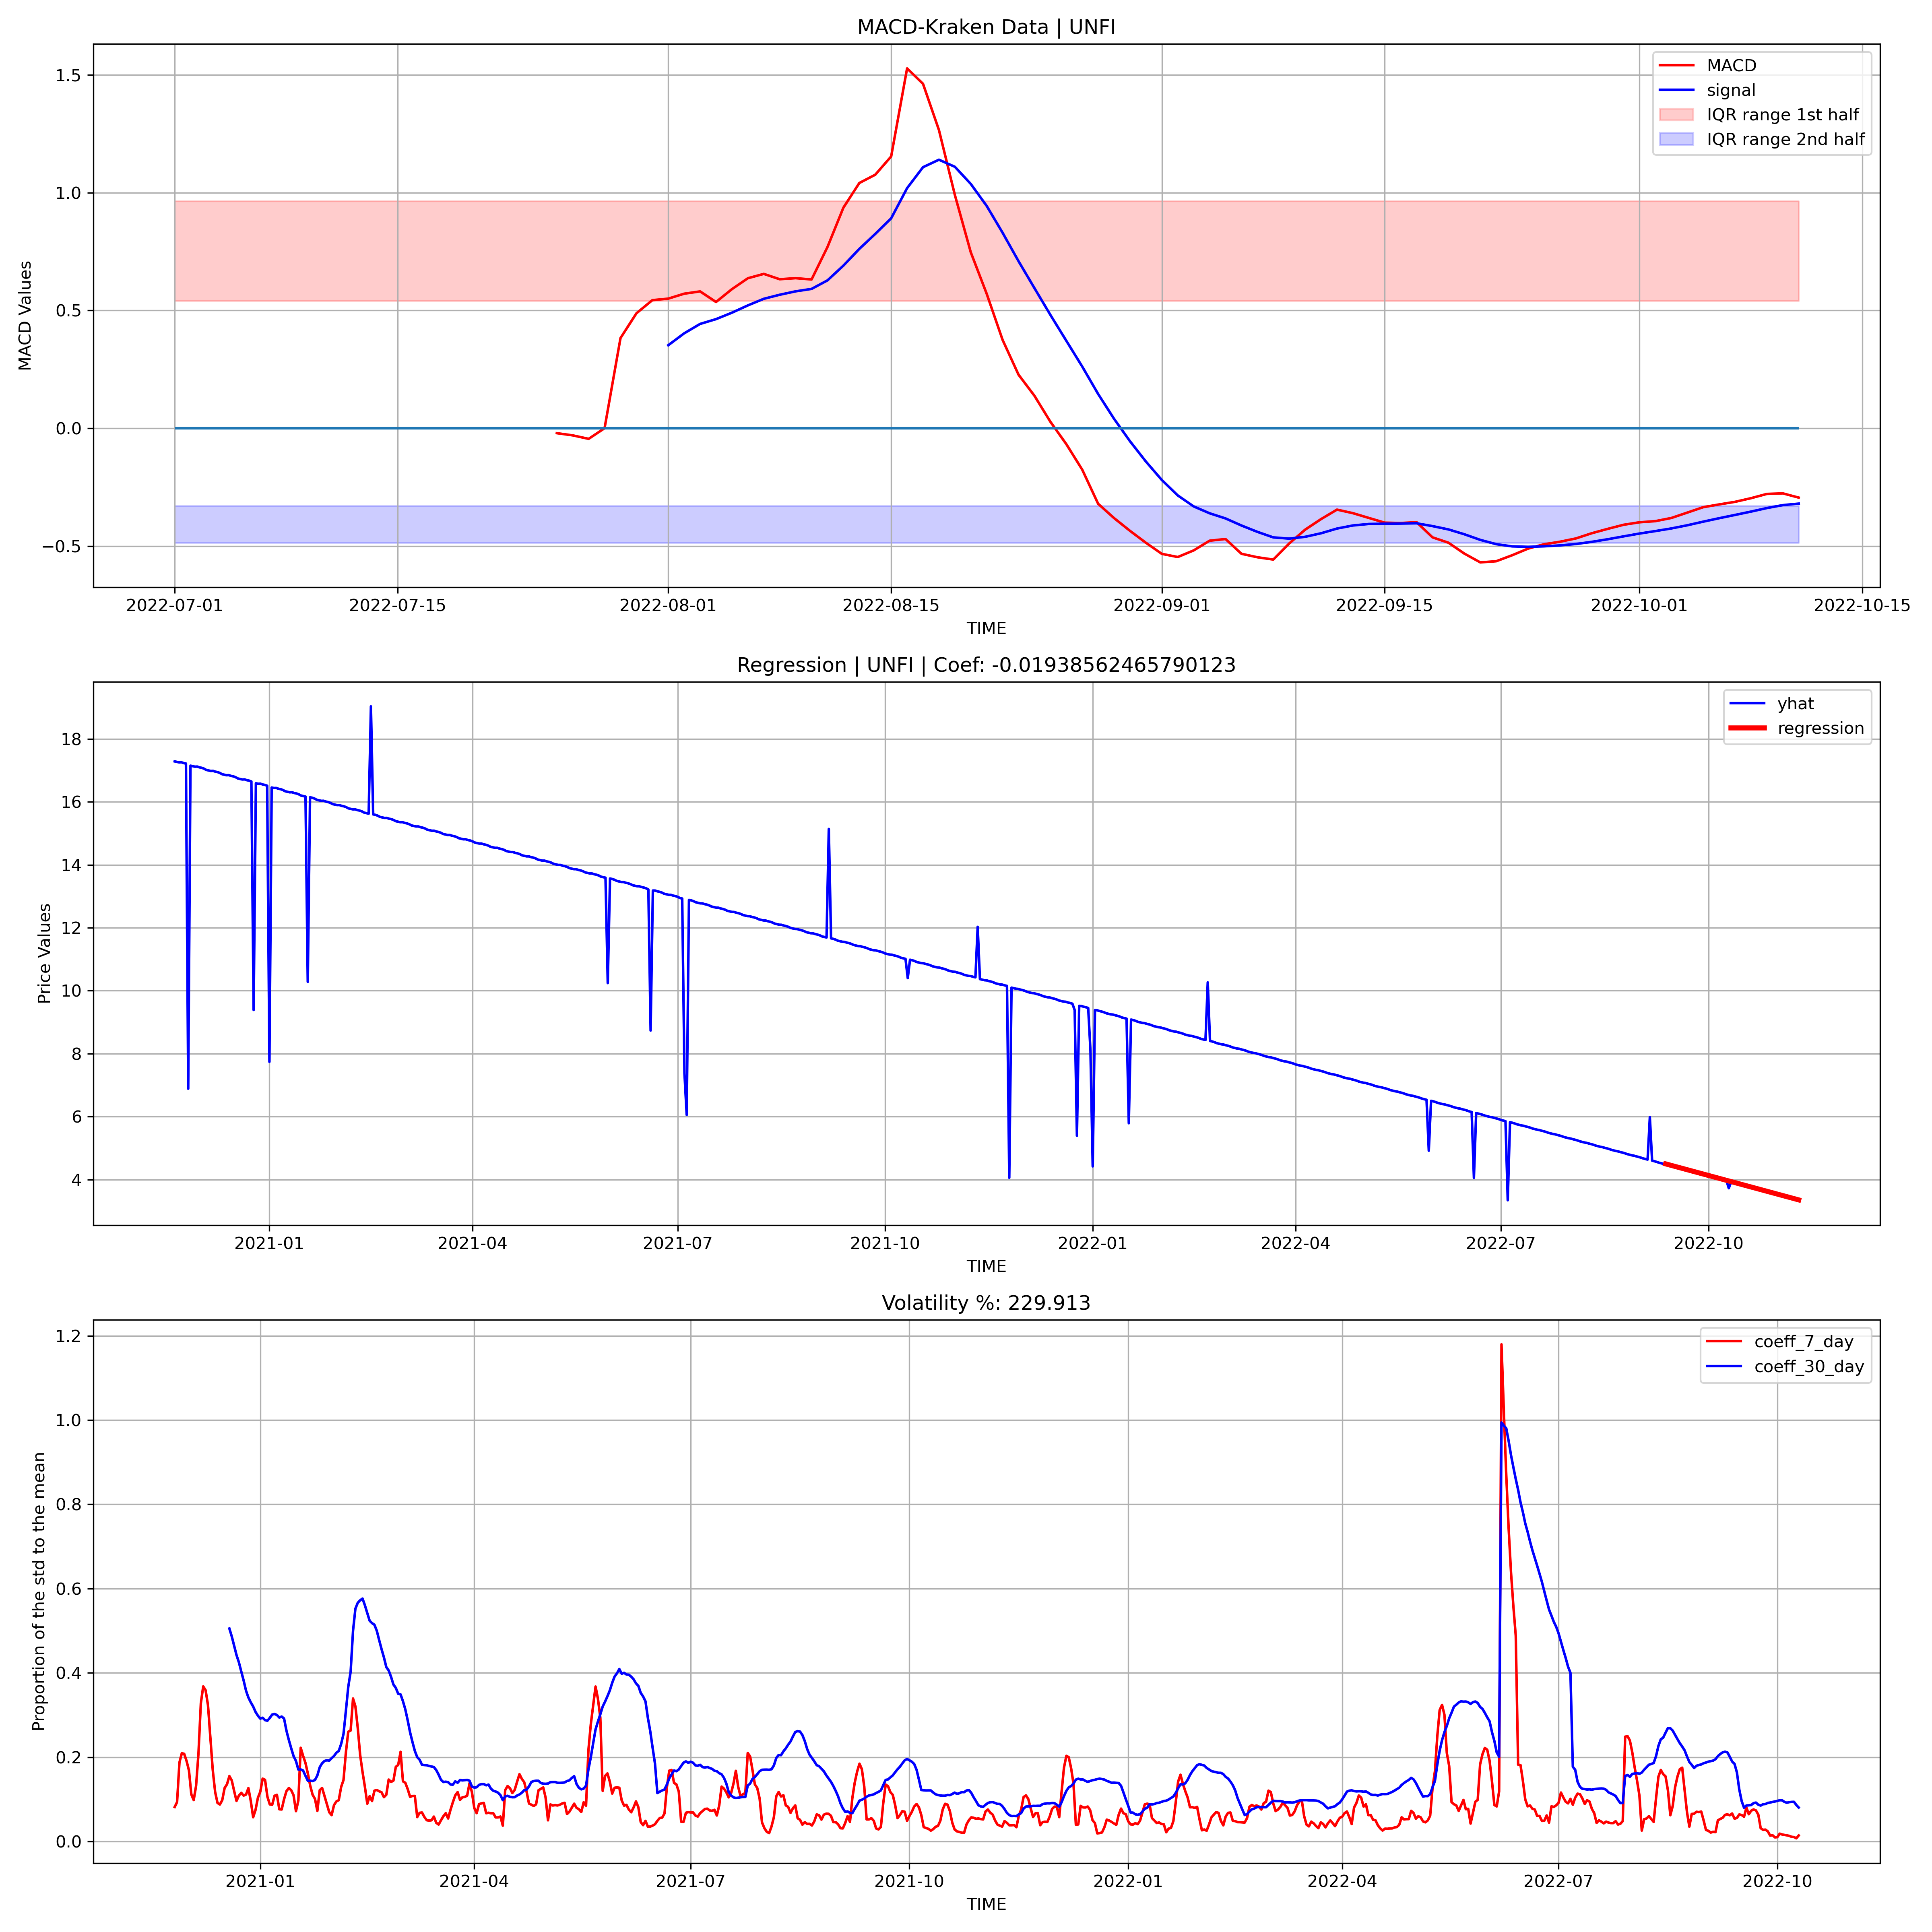 MACD-Kraken Data | UNFI
MACD Values
1.5
1.0
0.5
0.0
−0.5
MACD
signal
IQR range 1st half
IQR range 2nd half
2022-07-01 2022-07-15 2022-08-01 2022-08-15 2022-09-01 2022-09-15 2022-10-01 2022-10-15
TIME
Regression | UNFI | Coef: -0.01938562465790123
Price Values
18
16
14
12
10
8
6
4
yhat
regression
2021-01 2021-04 2021-07 2021-10 2022-01 2022-04 2022-07 2022-10
TIME
Volatility %: 229.913
Proportion of the std to the mean
1.2
1.0
0.8
0.6
0.4
0.2
0.0
coeff_7_day
coeff_30_day
2021-01 2021-04 2021-07 2021-10 2022-01 2022-04 2022-07 2022-10
TIME